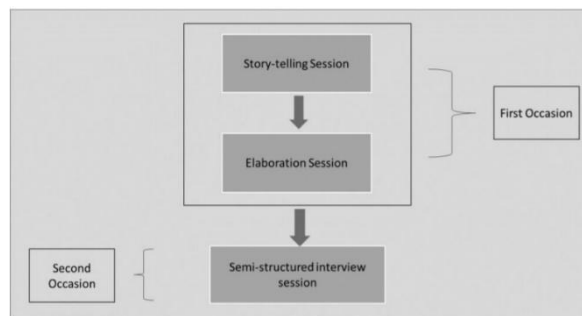 Story-telling Session
First Occasion
Elaboration Session
Second
Occasion
Semi-structured interview
session